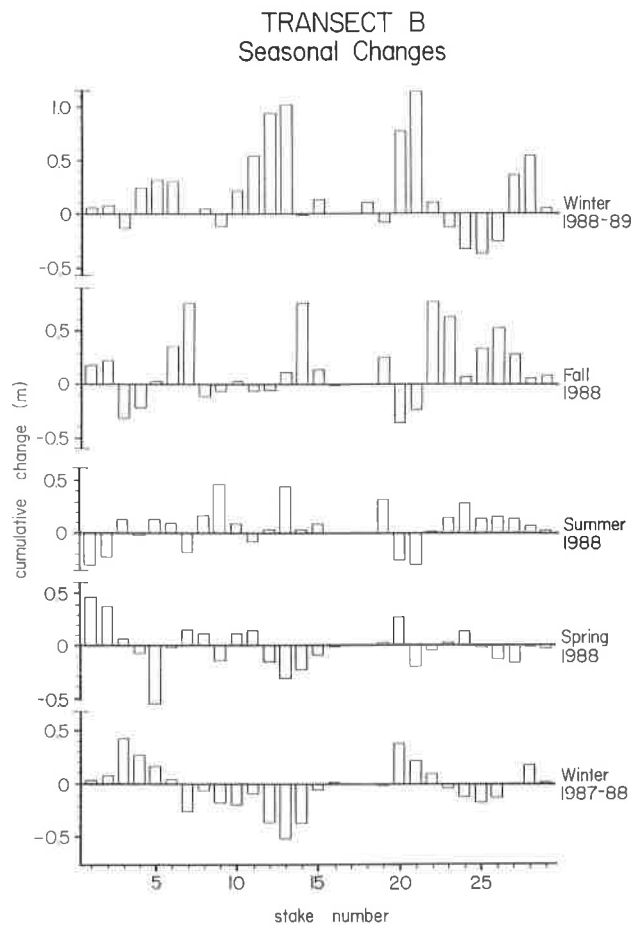 TRANSECT B
Seasonal Changes
1.0
0.5
0
-0.5
Winter
1988-89
0.5
0
-0.5
Fall
1988
0.5
0
Summer
1988
0.5
0
-0.5
Spring
1988
0.5
0
-0.5
Winter
1987-88
cumulative change (m)
5
10
15
20
25
stake number